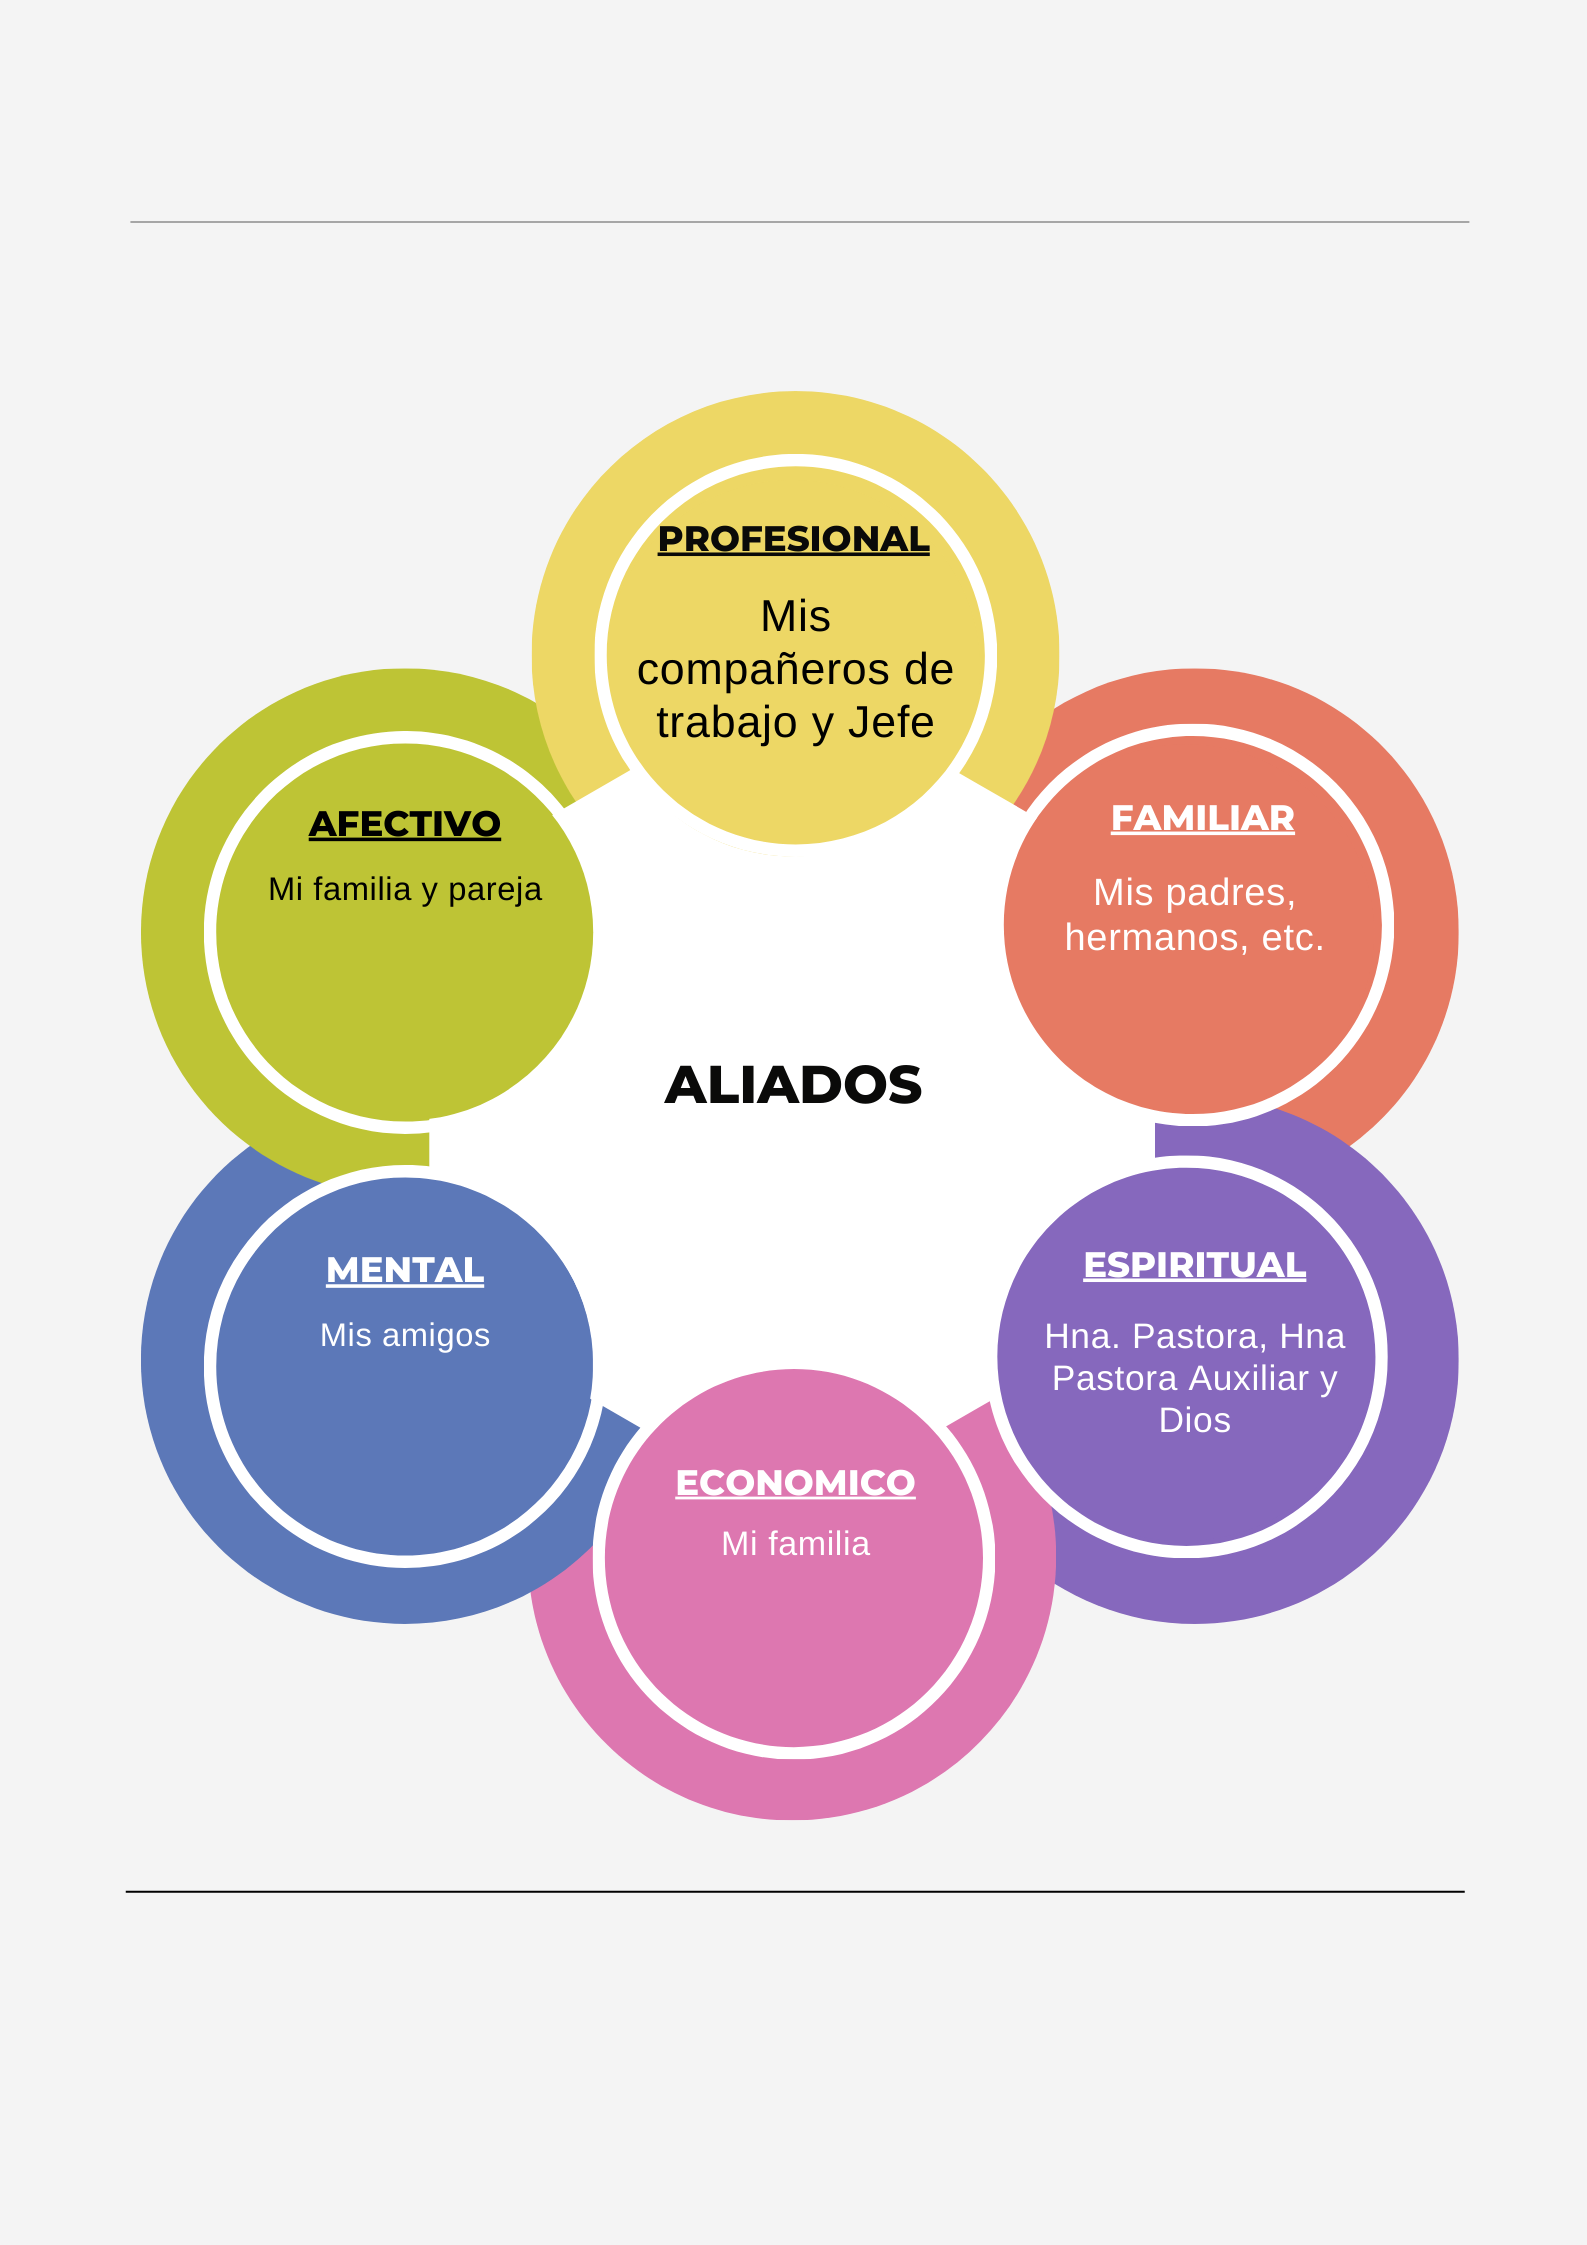 PROFESIONAL
Mis
compañeros de
trabajo y Jefe
AFECTIVO
Mi familia y pareja
FAMILIAR
Mis padres,
hermanos, etc.
ALIADOS
MENTAL
Mis amigos
ESPIRITUAL
Hna. Pastora, Hna
Pastora Auxiliar y
Dios
ECONOMICO
Mi familia